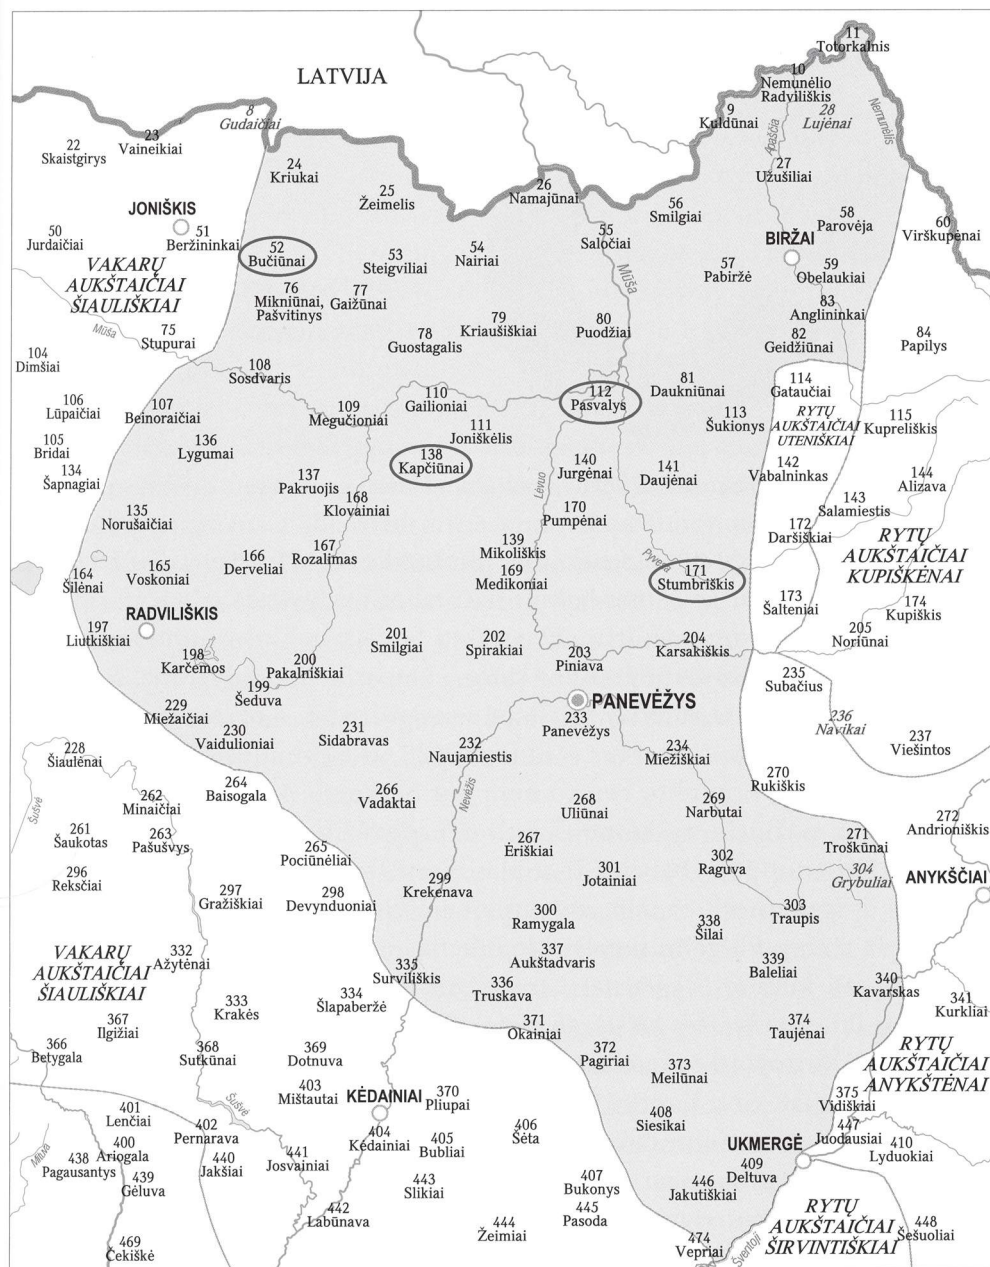 11
Totorkalnis
LATVIJA
10
Nemunėlio
Radviliškis
9
Kuldūnai
28
Lujėnai
Nemunėlis
Apaščia
8
Gudaičiai
23
Vaineikiai
22
Skaistgirys
24
Kriukai
25
Žeimelis
26
Namajūnai
27
Užušiliai
56
Smilgiai
58
Parovėja
60
Virškupėnai
JONIŠKIS
50
Jurdaičiai
51
Beržininkai
52
Bučiūnai
53
Steigviliai
54
Nairiai
55
Saločiai
Mūša
BIRŽAI
57
Pabiržė
59
Obelaukiai
VAKARŲ
AUKŠTAIČIAI
ŠIAULIŠKIAI
76
Mikniūnai,
Pašvitinys
77
Gaižūnai
83
Anglininkai
Mūša
75
Stupurai
78
Guostagalis
79
Kriaušiškiai
80
Puodžiai
82
Geidžiūnai
84
Papilys
104
Dimšiai
108
Sosdvaris
81
Daukniūnai
114
Gataučiai
106
Lūpaičiai
107
Beinoraičiai
109
Megučioniai
110
Gailioniai
112
Pasvalys
113
Šukionys
RYTŲ
AUKŠTAIČIAI
UTENIŠKIAI
115
Kupreliškis
111
Joniškėlis
105
Bridai
136
Lygumai
138
Kapčiūnai
134
Šapnagiai
137
Pakruojis
140
Jurgėnai
141
Daujėnai
142
Vabalninkas
144
Alizava
Lėvuo
168
Klovainiai
170
Pumpėnai
143
Salamiestis
135
Norušaičiai
172
Daršiškiai
RYTŲ
AUKŠTAIČIAI
KUPIŠKĖNAI
139
Mikoliškis
167
Rozalimas
166
Derveliai
Pyvesa
164
Šilėnai
165
Voskoniai
169
Medikoniai
171
Stumbriškis
173
Šalteniai
174
Kupiškis
RADVILIŠKIS
197
Liutkiškiai
201
Smilgiai
202
Spirakiai
203
Piniava
204
Karsakiškis
205
Noriūnai
198
Karčemos
200
Pakalniškiai
199
Šeduva
235
Subačius
PANEVĖŽYS
229
Miežaičiai
233
Panevėžys
236
Navikai
230
Vaidulioniai
231
Sidabravas
232
Naujamiestis
234
Miežiškiai
237
Viešintos
228
Šiaulėnai
270
Rukiškis
264
Baisogala
266
Vadaktai
Nevėžis
268
Uliūnai
269
Narbutai
Šušvė
262
Minaičiai
272
Andrioniškis
261
Šaukotas
263
Pašušvys
265
Pociūnėliai
267
Ėriškiai
271
Troškūnai
302
Raguva
304
Grybuliai
296
Reksčiai
301
Jotainiai
ANYKŠČIAI
299
Krekenava
297
Gražiškiai
298
Devynduoniai
303
Traupis
300
Ramygala
338
Šilai
VAKARŲ
AUKŠTAIČIAI
ŠIAULIŠKIAI
332
Ažytėnai
337
Aukštadvaris
339
Baleliai
335
Surviliškis
336
Truskava
340
Kavarskas
334
Šlapaberžė
333
Krakės
341
Kurkliai
367
Ilgižiai
371
Okainiai
374
Taujėnai
366
Betygala
368
Sutkūnai
369
Dotnuva
372
Pagiriai
373
Meilūnai
RYTŲ
AUKŠTAIČIAI
ANYKŠTĖNAI
403
Mištautai
KĖDAINIAI
370
Pliupai
375
Vidiškiai
Šušvė
401
Lenčiai
402
Pernarava
408
Siesikai
406
Šėta
404
Kėdainiai
405
Bubliai
447
Juodausiai
UKMERGĖ
410
Lyduokiai
Mituva
438
Pagausantys
400
Ariogala
440
Jakšiai
441
Josvainiai
409
Deltuva
439
Gėluva
443
Slikiai
407
Bukonys
446
Jakutiškiai
442
Labūnava
444
Žeimiai
445
Pasoda
RYTŲ
AUKŠTAIČIAI
ŠIRVINTIŠKIAI
448
Šešuoliai
469
Čekiškė
474
Vepriai
Šventoji